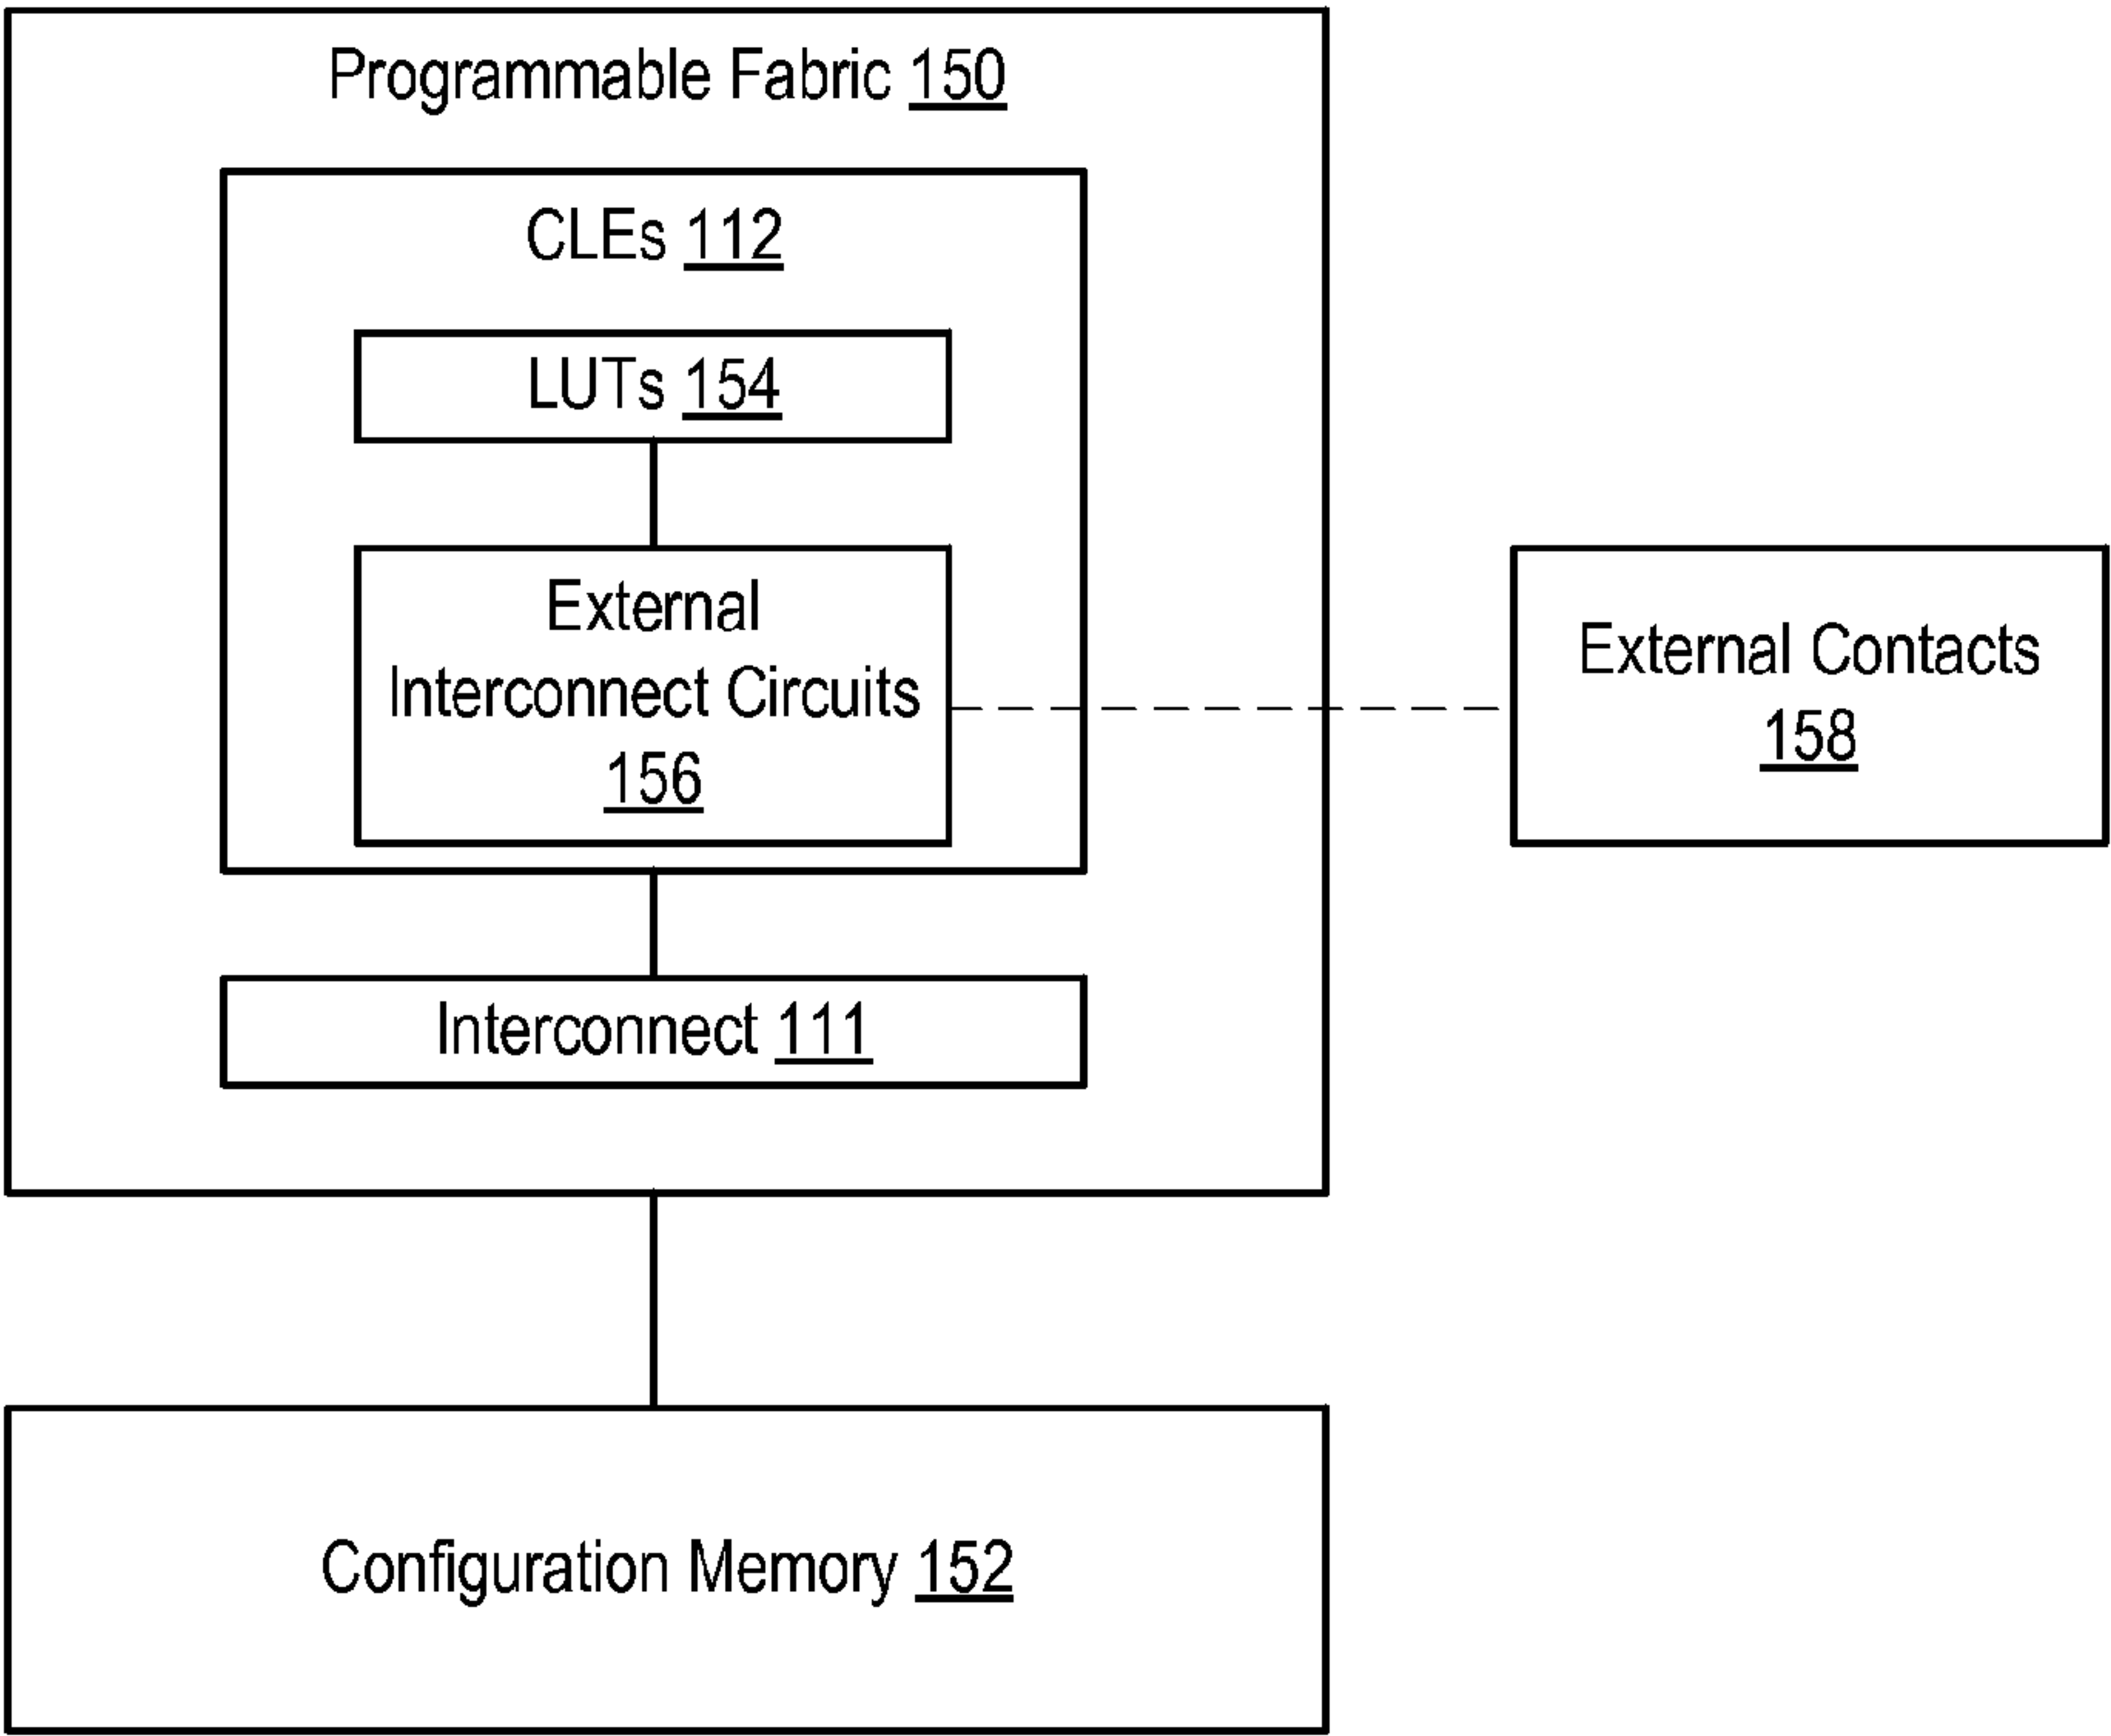 Programmable Fabric 150
CLEs 112
LUTs 154
External
Interconnect Circuits
156
External Contacts
158
Interconnect 111
Configuration Memory 152